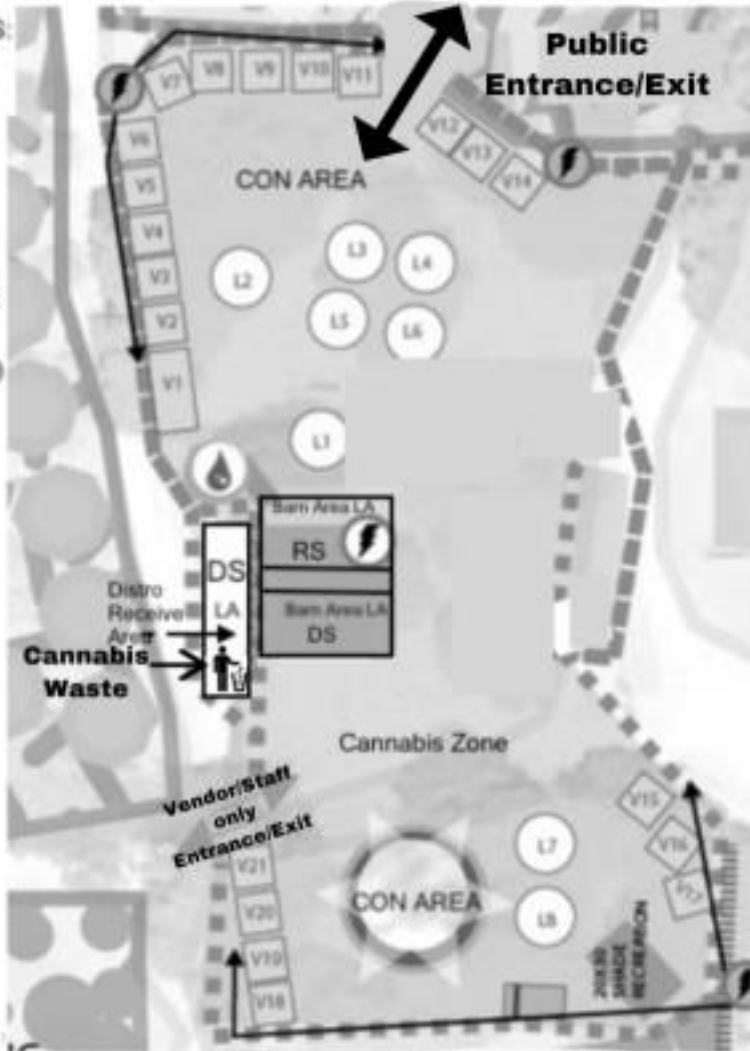 Public
Entrance/Exit
V7
V8
V9
V10
V11
V12
V13
V14
V6
V5
V4
V3
V2
V1
CON AREA
L3
L4
L2
L5
L6
L1
Barn Area LA
RS
Barn Area LA
DS
DS
LA
Distro
Receive
Area
Cannabis
Waste
Cannabis Zone
Vendor/Staff
only
Entrance/Exit
V15
V16
V17
V21
V20
V19
V18
L7
L8
CON AREA
20X30
SHADE
RECREATION